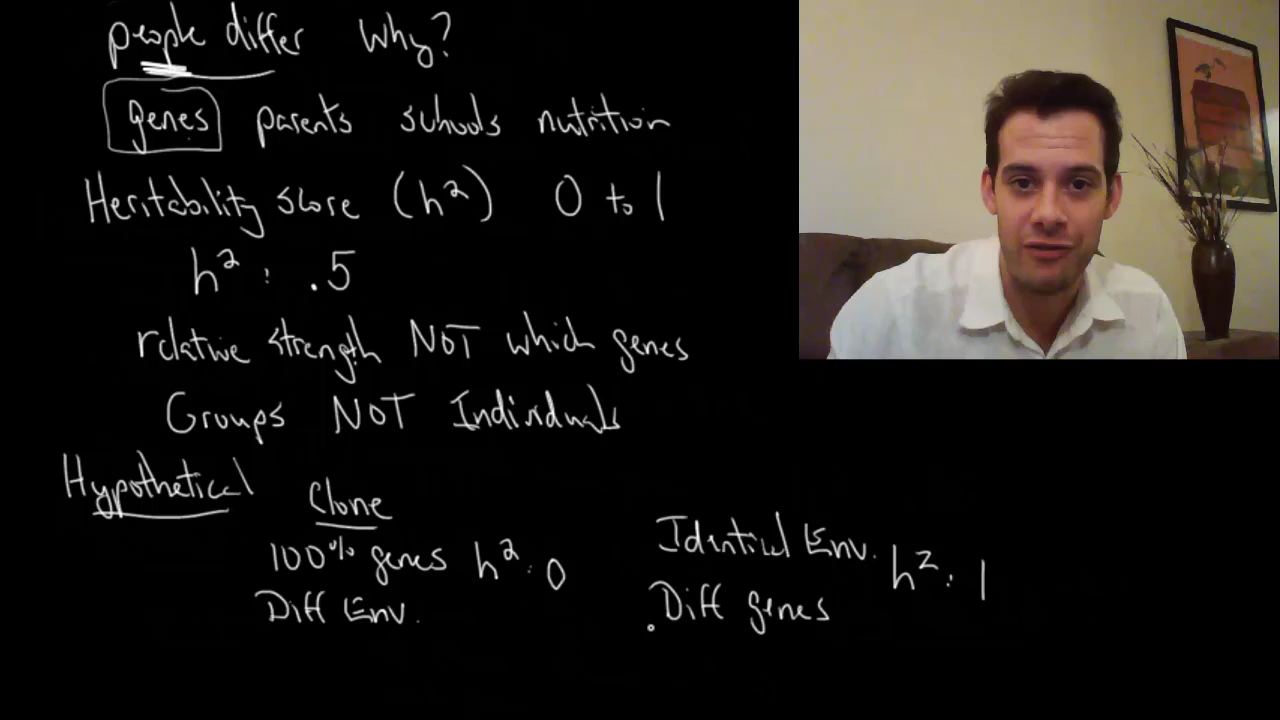 people differ Why?
genes parents schools nutrition
Heritability score (h²) 0 to 1
h² : .5
relative strength NOT which genes
Groups NOT Individuals
Hypothetical
Clone
100% genes h² : 0
Diff Env.
Identical Env. h² : 1
Diff genes